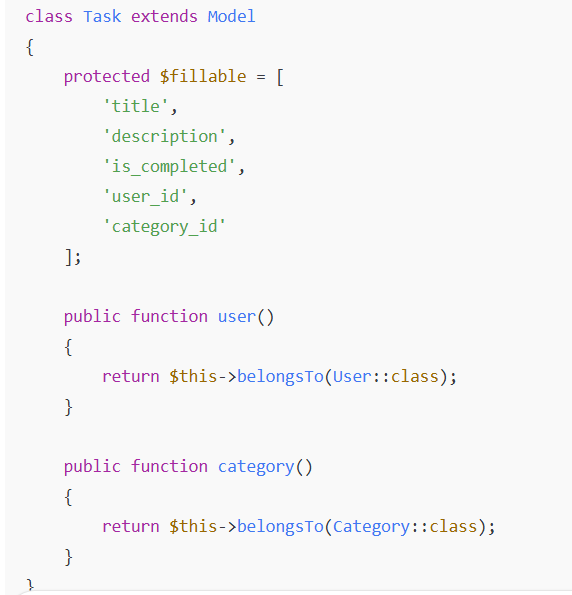 class Task extends Model
{
    protected $fillable = [
        'title',
        'description',
        'is_completed',
        'user_id',
        'category_id'
    ];

    public function user()
    {
        return $this->belongsTo(User::class);
    }

    public function category()
    {
        return $this->belongsTo(Category::class);
    }
}